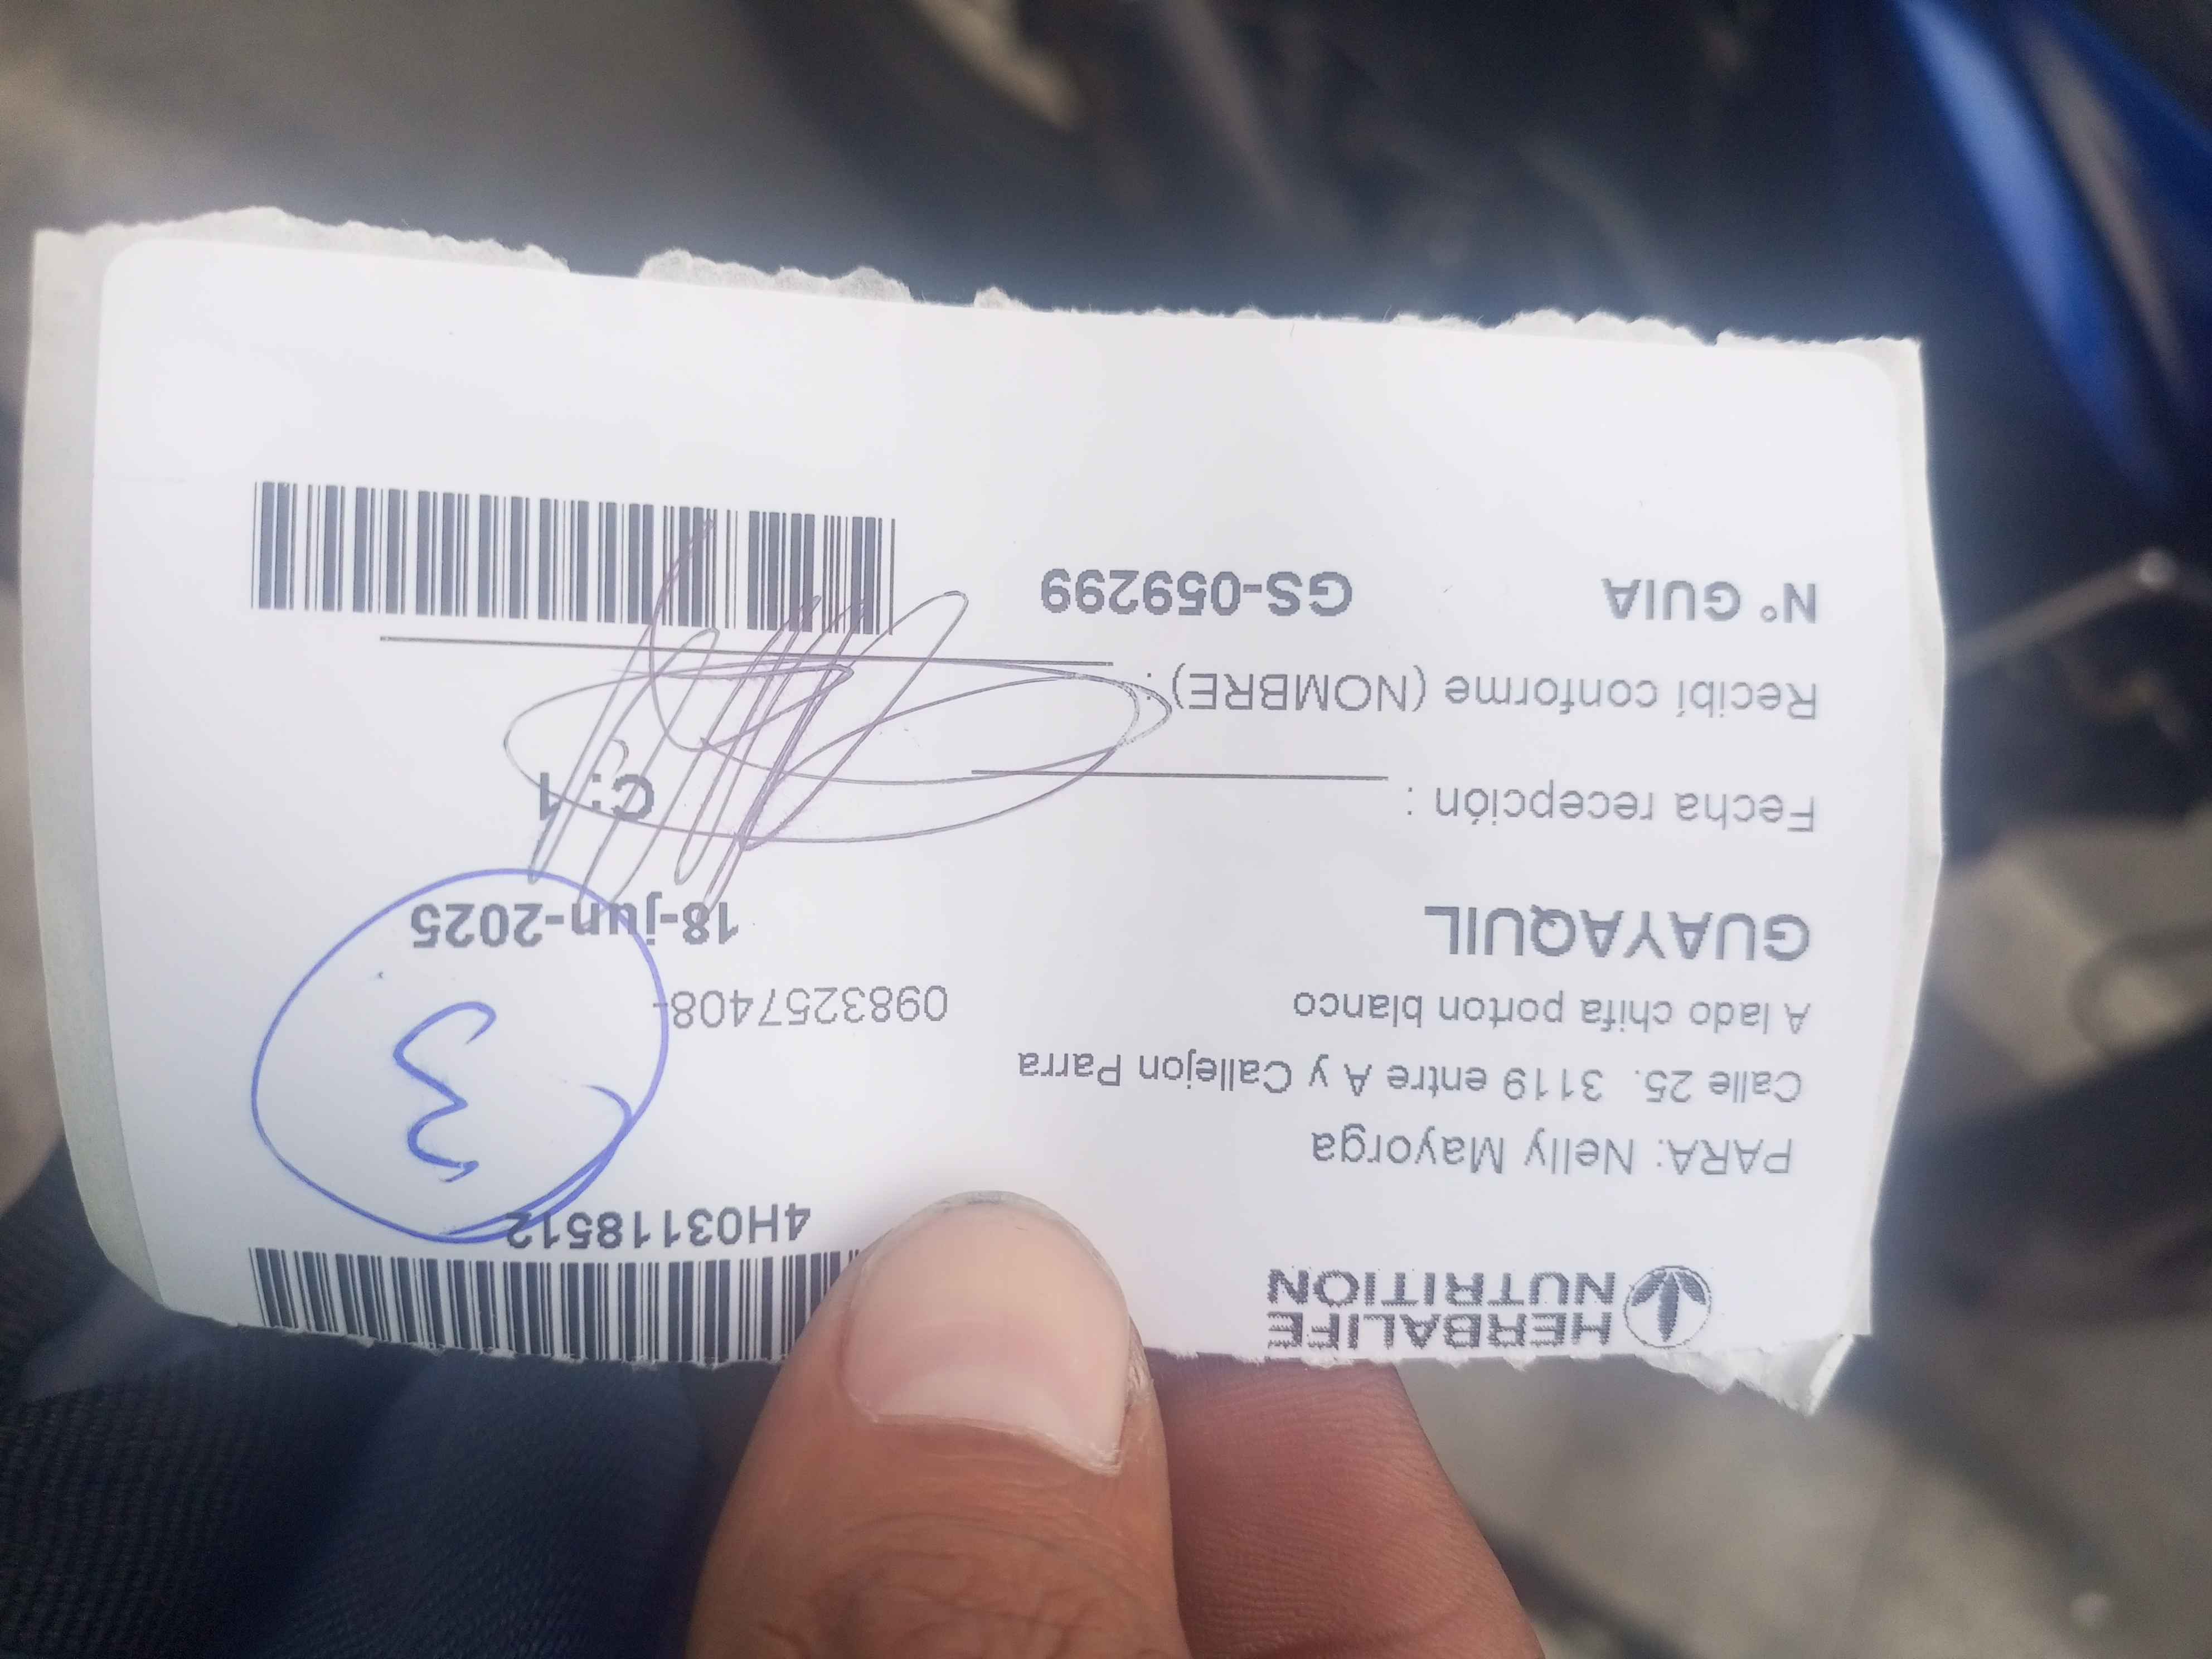 HERBALIFE
NUTRITION
4H03118512
PARA: Nelly Mayorga
Calle 25. 3119 entre A y Callejon Parra
A lado chifa porton blanco
0983257408-
3
GUAYAQUIL
18-jun-2025
Fecha recepción :
C: 1
Recibí conforme (NOMBRE) :
N° GUIA GS-059299